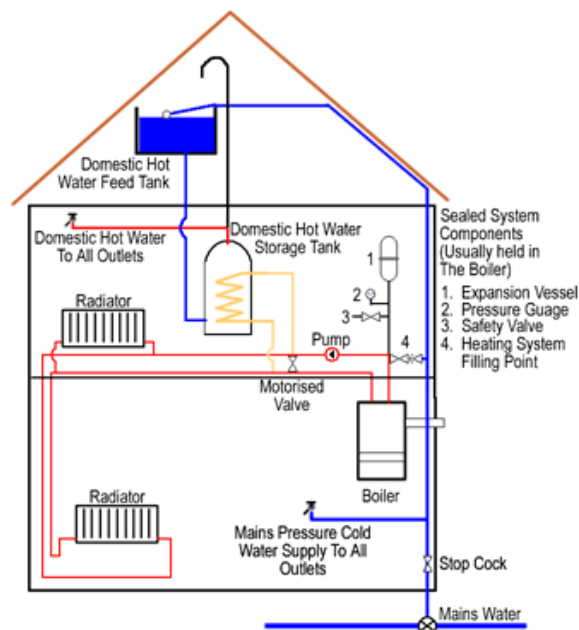 Domestic Hot
Water Feed Tank
Domestic Hot Water
To All Outlets
Domestic Hot Water
Storage Tank
Sealed System
Components
(Usually held in
The Boiler)
1. Expansion Vessel
2. Pressure Guage
3. Safety Valve
4. Heating System
Filling Point
1
2
3
4
Radiator
Pump
Motorised
Valve
Boiler
Radiator
Mains Pressure Cold
Water Supply To All
Outlets
Stop Cock
Mains Water